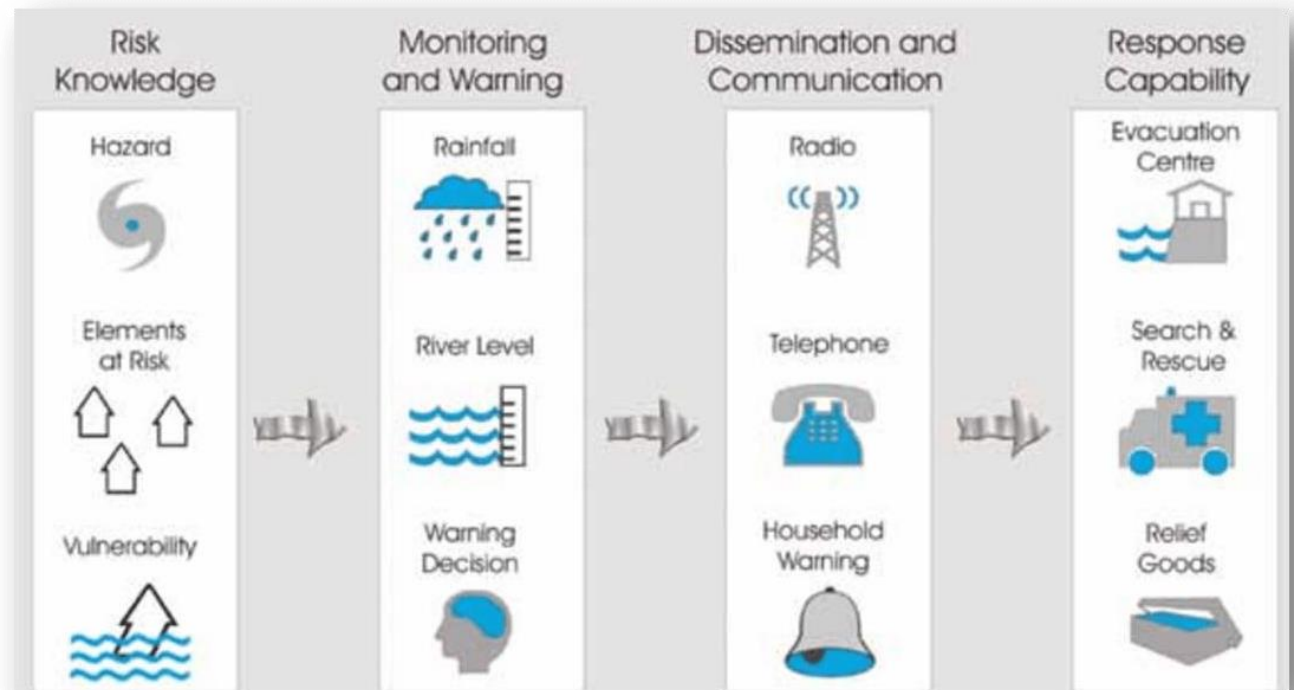 Risk
Knowledge
Hazard
Elements
at Risk
Vulnerability
Monitoring
and Warning
Rainfall
River Level
Warning
Decision
Dissemination and
Communication
Radio
Telephone
Household
Warning
Response
Capability
Evacuation
Centre
Search &
Rescue
Relief
Goods